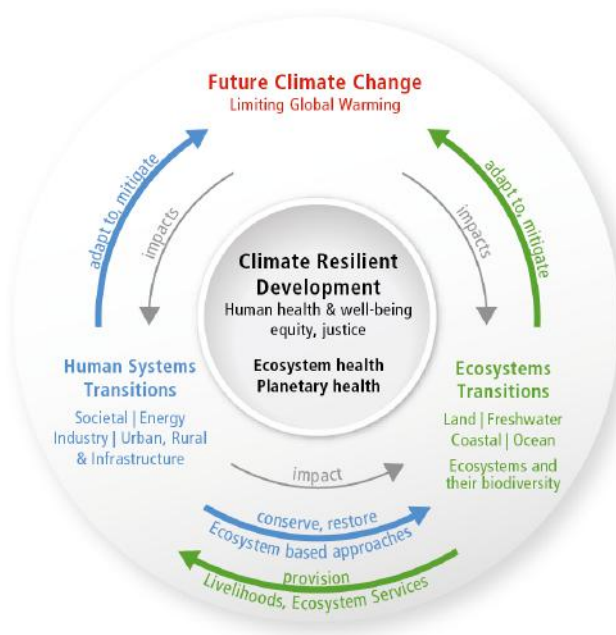 Future Climate Change
Limiting Global Warming
adapt to, mitigate
impacts
impacts
adapt to, mitigate
Climate Resilient
Development
Human health & well-being
equity, justice
Ecosystem health
Planetary health
Human Systems
Transitions
Societal | Energy
Industry | Urban, Rural
& Infrastructure
Ecosystems
Transitions
Land | Freshwater
Coastal | Ocean
Ecosystems and
their biodiversity
impact
conserve, restore
Ecosystem based approaches
provision
Livelihoods, Ecosystem Services